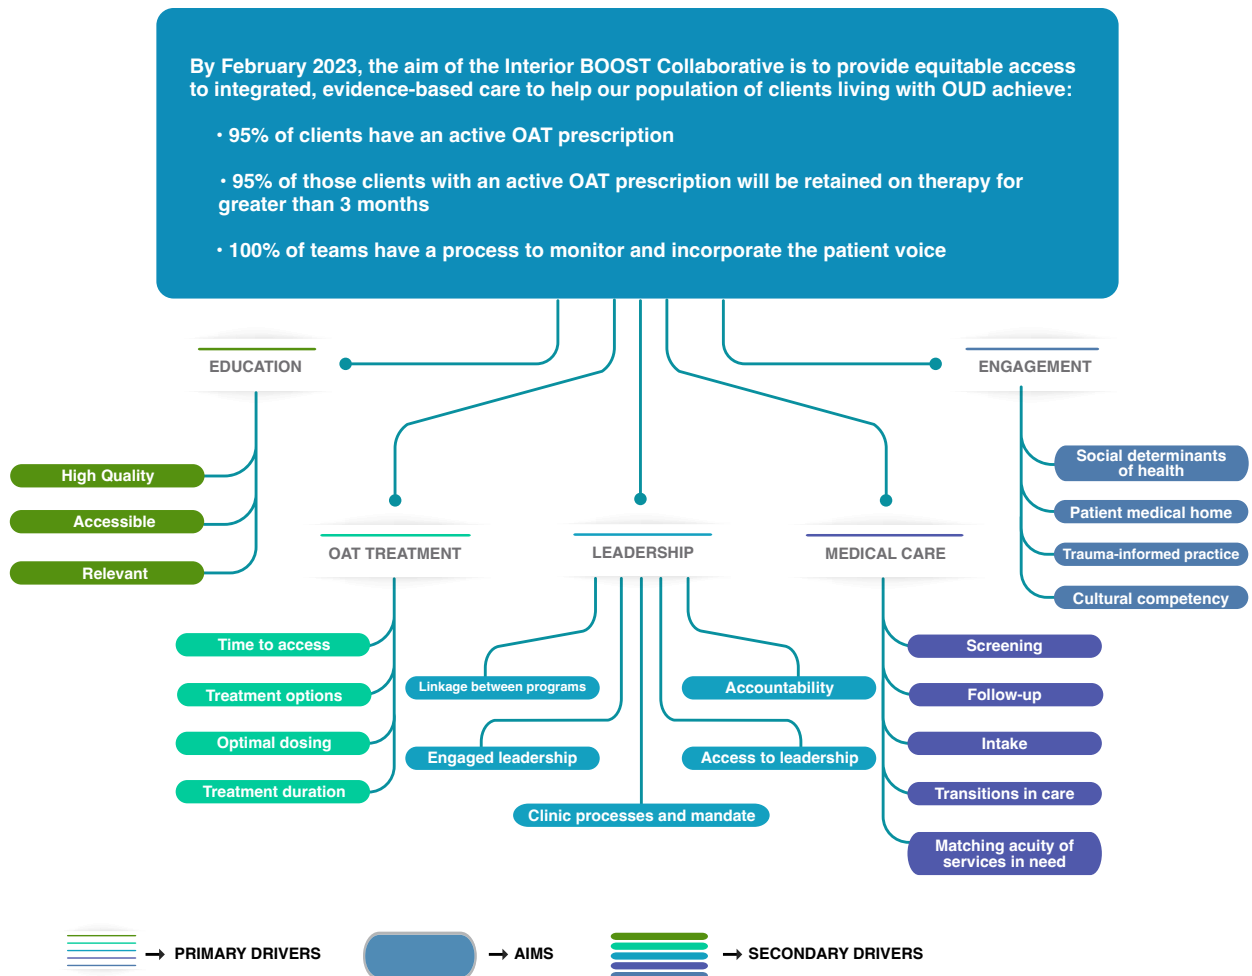 By February 2023, the aim of the Interior BOOST Collaborative is to provide equitable access
to integrated, evidence-based care to help our population of clients living with OUD achieve:
• 95% of clients have an active OAT prescription
• 95% of those clients with an active OAT prescription will be retained on therapy for
greater than 3 months
• 100% of teams have a process to monitor and incorporate the patient voice
EDUCATION
High Quality
Accessible
Relevant
OAT TREATMENT
Time to access
Treatment options
Optimal dosing
Treatment duration
LEADERSHIP
Linkage between programs
Engaged leadership
Clinic processes and mandate
Accountability
Access to leadership
MEDICAL CARE
Screening
Follow-up
Intake
Transitions in care
Matching acuity of
services in need
ENGAGEMENT
Social determinants
of health
Patient medical home
Trauma-informed practice
Cultural competency
→ PRIMARY DRIVERS
→ AIMS
→ SECONDARY DRIVERS